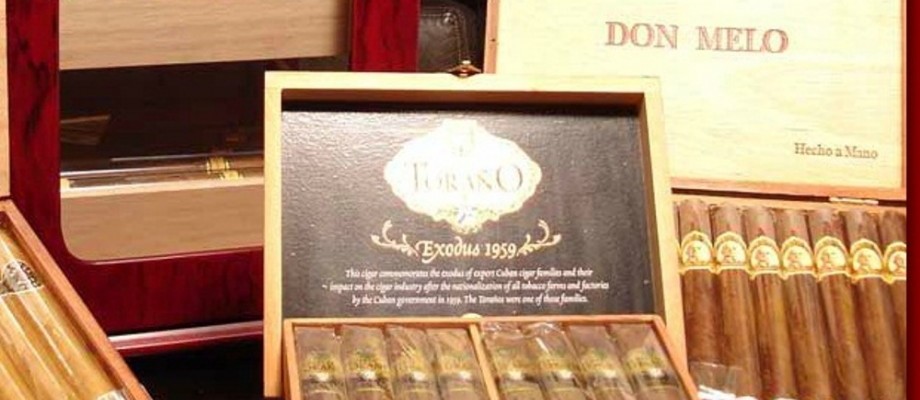 DON MELO
Hecho a Mano
TORAÑO
Exodus 1959
This cigar commemorates the exodus of expert Cuban cigar families and their
impact on the cigar industry after the nationalization of all tobacco farms and factories
by the Cuban government in 1959. The Toraños were one of these families.